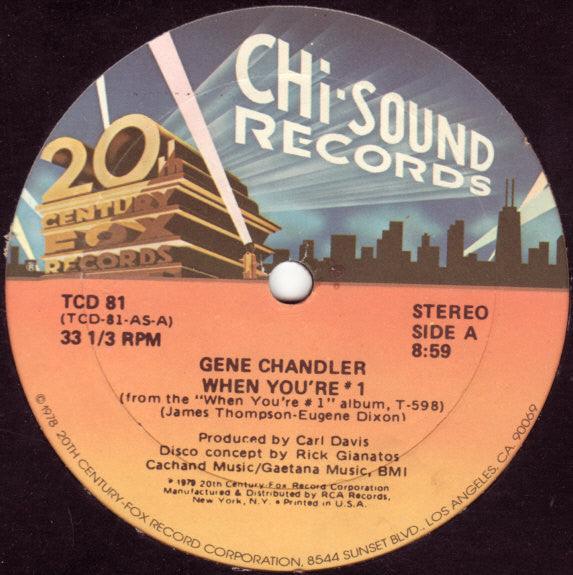 CHi-SOUND
RECORDS
20th
CENTURY
FOX
RECORDS
®
TCD 81
(TCD-81-AS-A)
33 1/3 RPM
STEREO
SIDE A
8:59
GENE CHANDLER
WHEN YOU'RE #1
(from the "When You're #1" album, T-598)
(James Thompson-Eugene Dixon)
Produced by Carl Davis
Disco concept by Rick Gianatos
Cachand Music/Gaetana Music, BMI
℗ 1979 20th Century-Fox Record Corporation
Manufactured & Distributed by RCA Records,
New York, N.Y. • Printed in U.S.A.
© 1978, 20TH CENTURY-FOX RECORD CORPORATION, 8544 SUNSET BLVD., LOS ANGELES, CA 90069